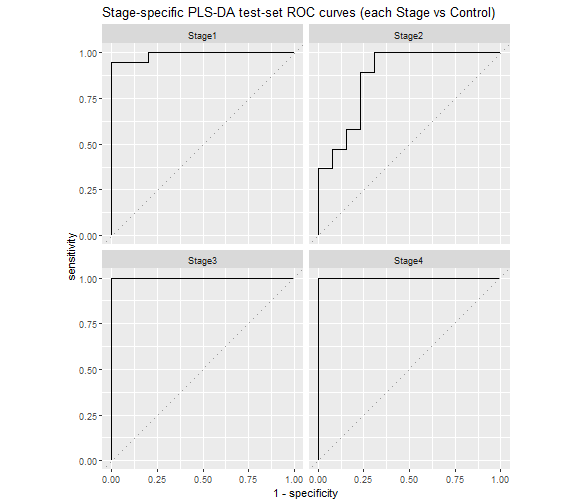 Stage-specific PLS-DA test-set ROC curves (each Stage vs Control)
Stage1 Stage2
1.00
0.75
0.50
0.25
0.00
sensitivity
Stage3 Stage4
1.00
0.75
0.50
0.25
0.00
0.00 0.25 0.50 0.75 1.00 0.00 0.25 0.50 0.75 1.00
1 - specificity